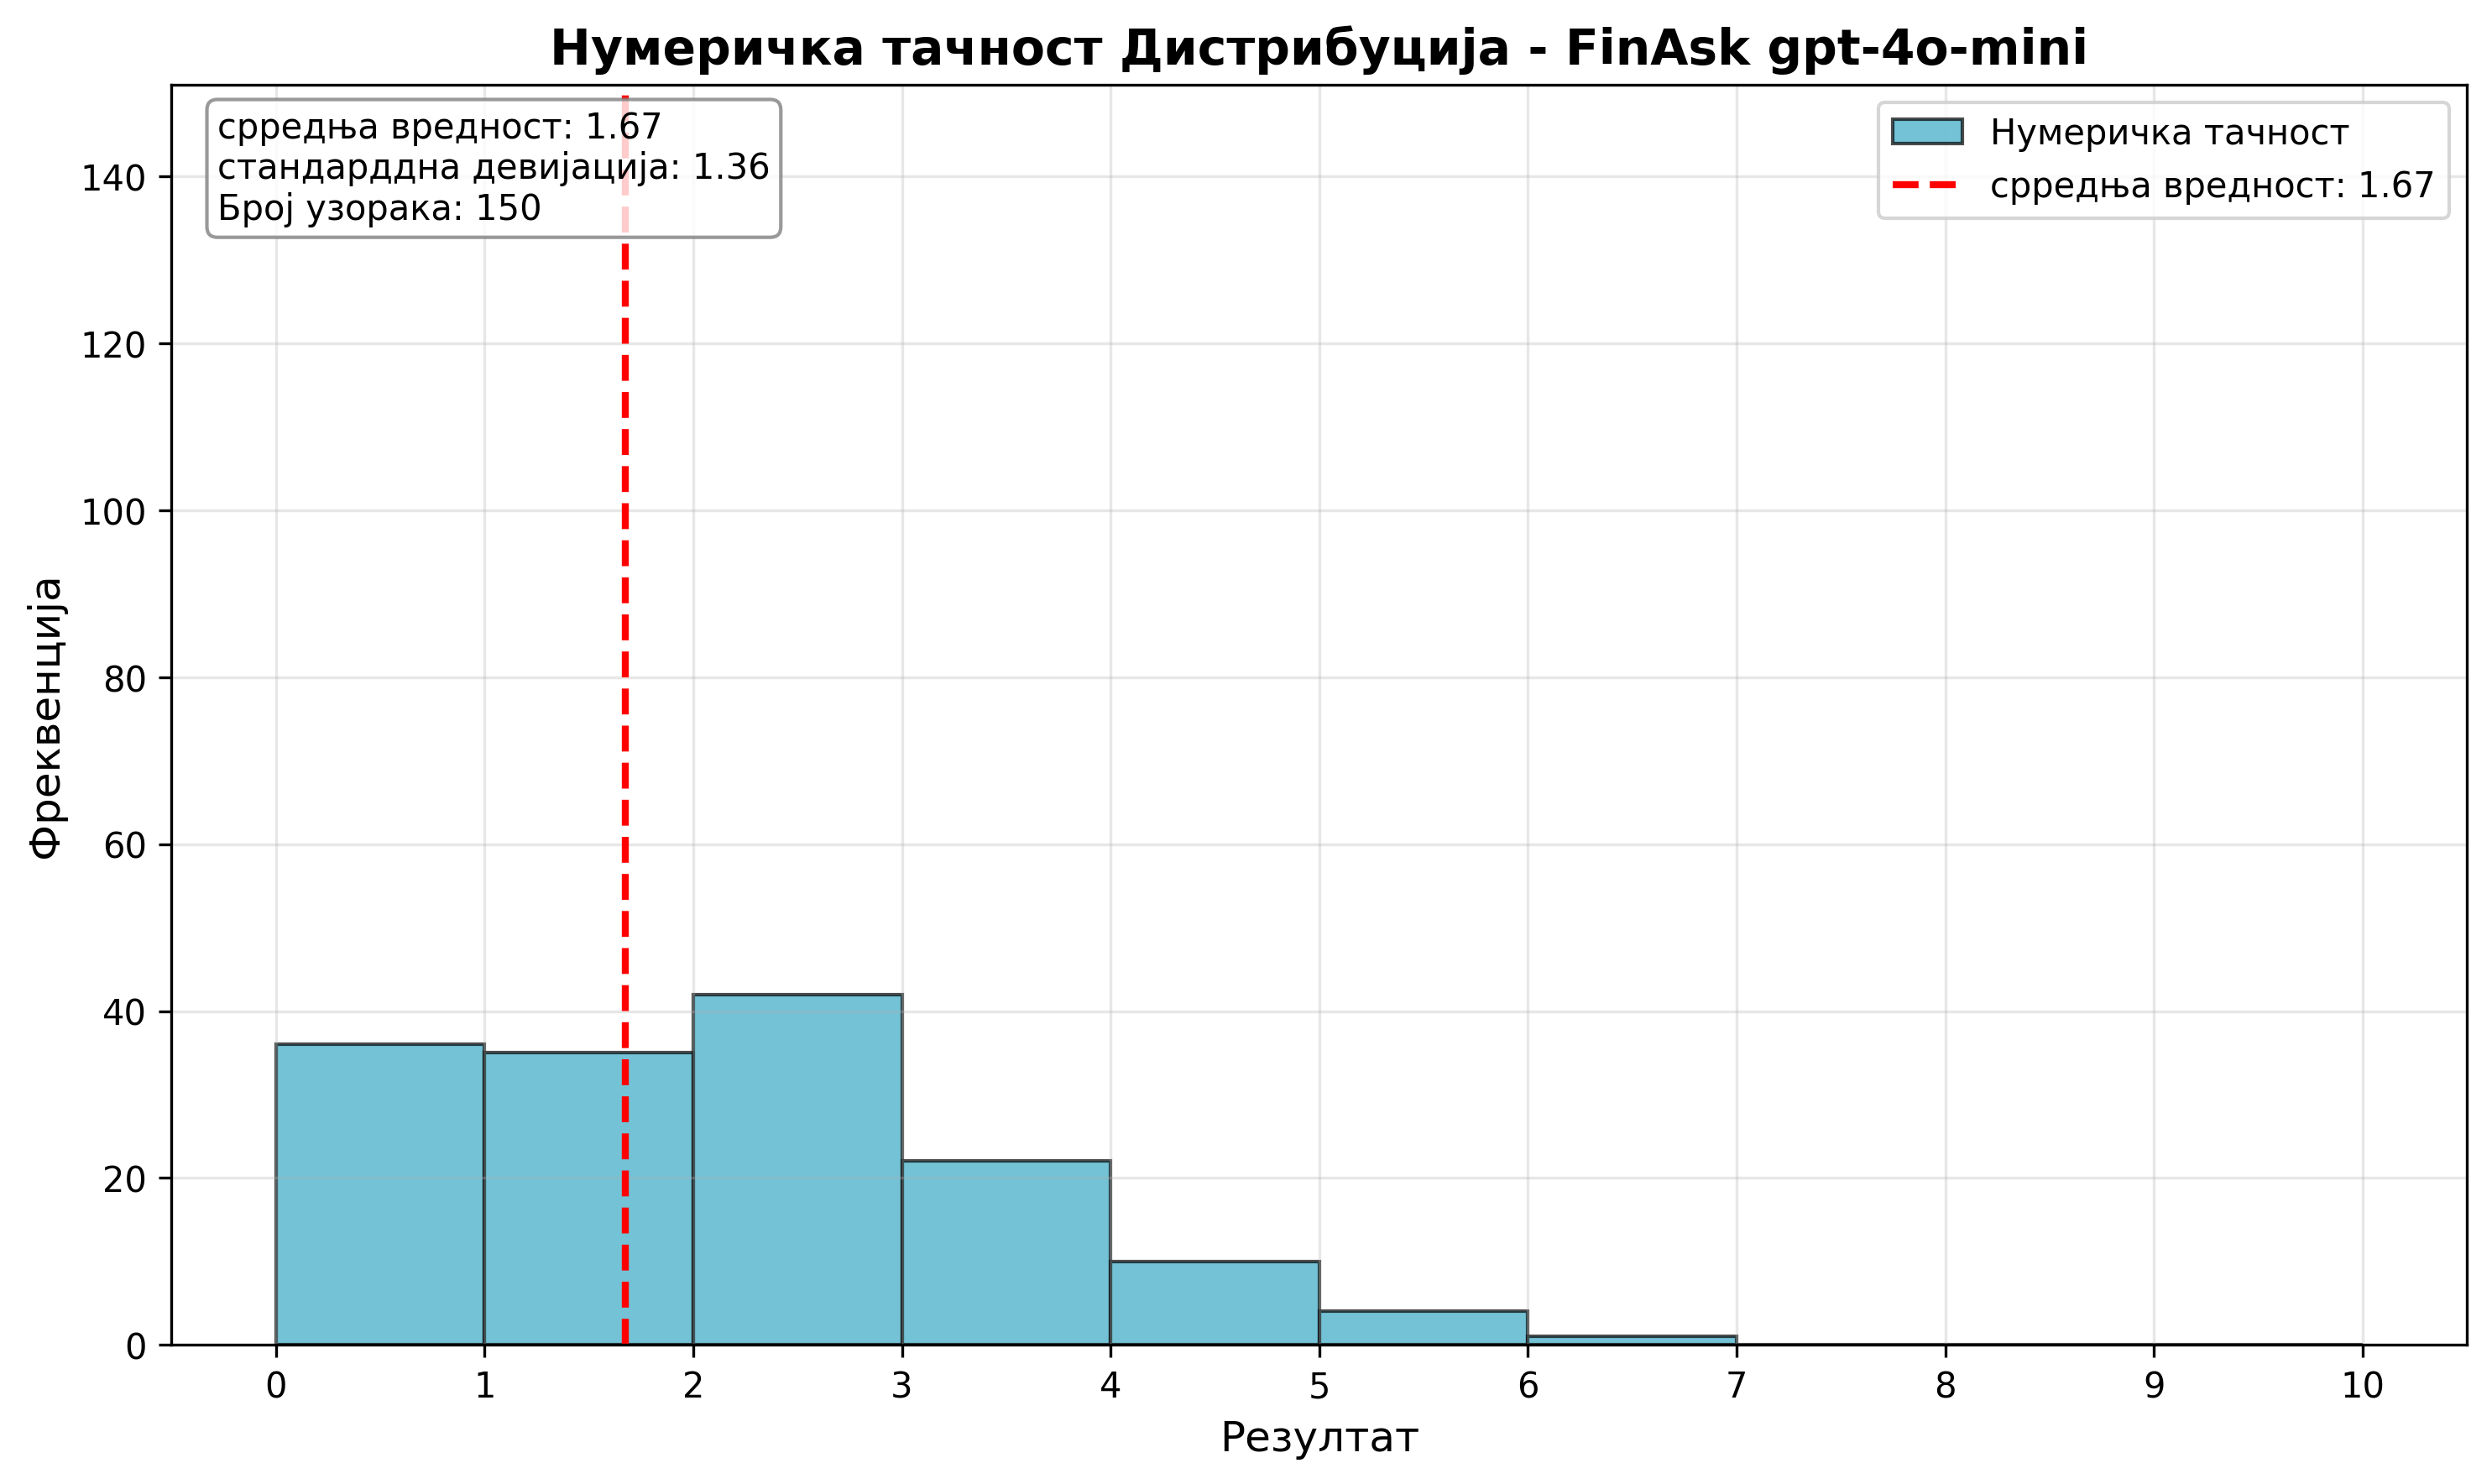 Нумеричка тачност Дистрибуција - FinAsk gpt-4o-mini
срредња вредност: 1.67
стандарддна девијација: 1.36
Број узорака: 150
Нумеричка тачност
срредња вредност: 1.67
Фреквенција
140
120
100
80
60
40
20
0
0 1 2 3 4 5 6 7 8 9 10
Резултат